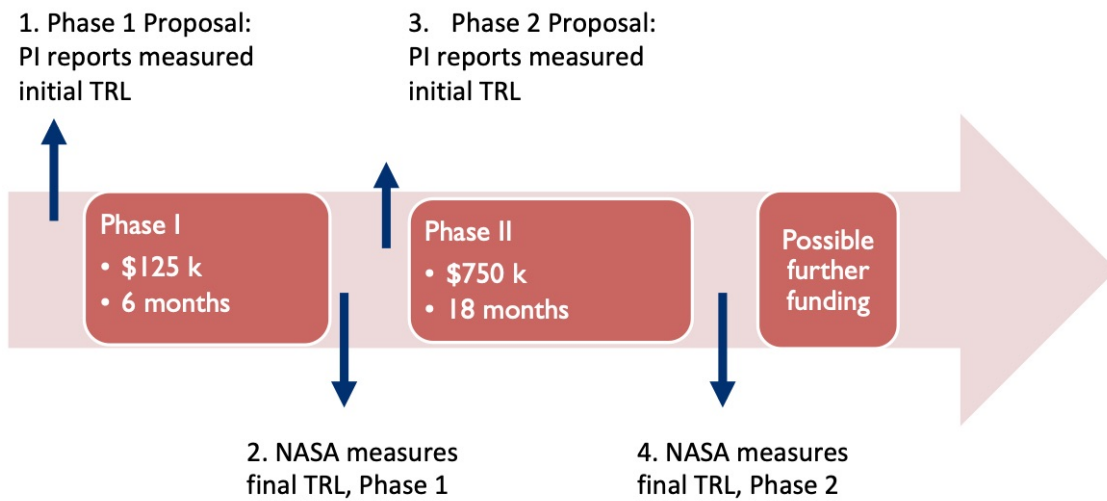 1. Phase 1 Proposal:
PI reports measured
initial TRL
3. Phase 2 Proposal:
PI reports measured
initial TRL
Phase I
• $125 k
• 6 months
Phase II
• $750 k
• 18 months
Possible
further
funding
2. NASA measures
final TRL, Phase 1
4. NASA measures
final TRL, Phase 2